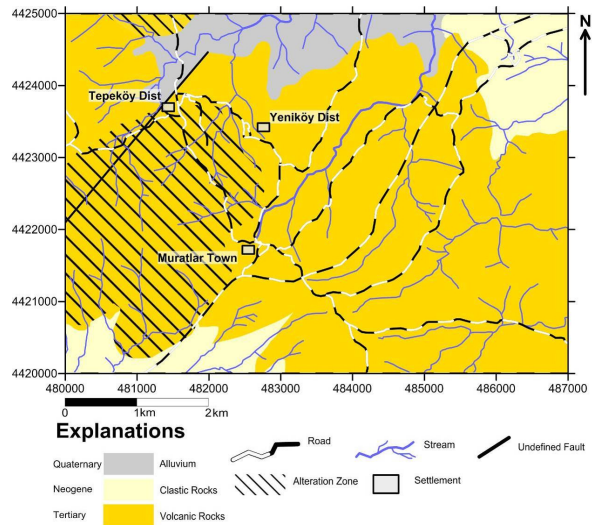 4425000
N
4424000
Tepeköy Dist
Yeniköy Dist
4423000
4422000
Muratlar Town
4421000
4420000
480000 481000 482000 483000 484000 485000 486000 487000
0 1km 2km
Explanations
Road Stream Undefined Fault
Quaternary Alluvium
Neogene Clastic Rocks Alteration Zone Settlement
Tertiary Volcanic Rocks